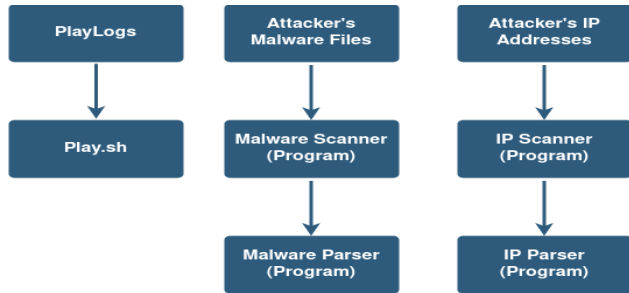 PlayLogs
Attacker's
Malware Files
Attacker's IP
Addresses
Play.sh
Malware Scanner
(Program)
IP Scanner
(Program)
Malware Parser
(Program)
IP Parser
(Program)